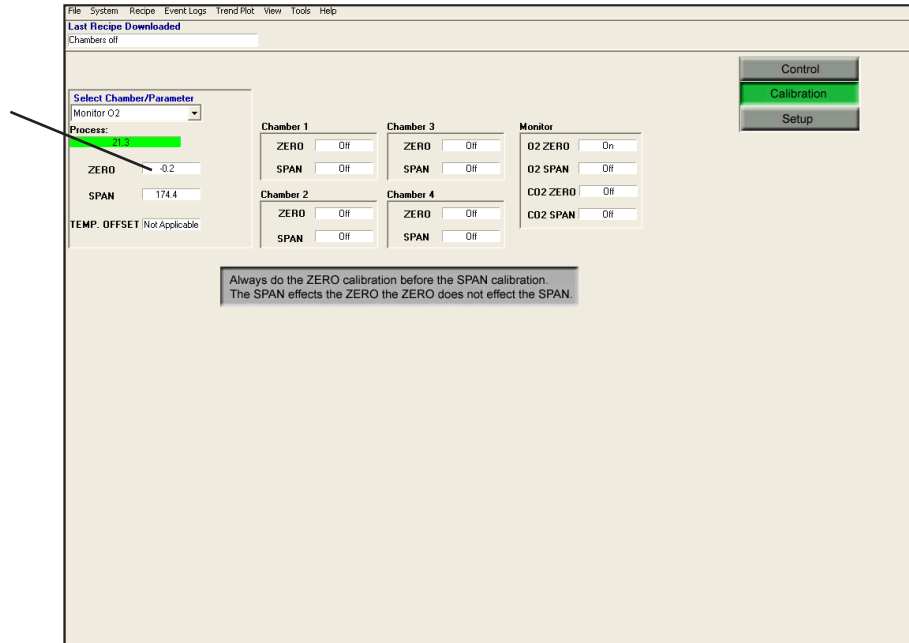 File System Recipe Event Logs Trend Plot View Tools Help
Last Recipe Downloaded
Chambers off
Control
Calibration
Setup
Select Chamber/Parameter
Monitor O2
Process:
21.3
ZERO -0.2
SPAN 174.4
TEMP. OFFSET Not Applicable
Chamber 1
ZERO Off
SPAN Off
Chamber 2
ZERO Off
SPAN Off
Chamber 3
ZERO Off
SPAN Off
Chamber 4
ZERO Off
SPAN Off
Monitor
O2 ZERO On
O2 SPAN Off
CO2 ZERO Off
CO2 SPAN Off
Always do the ZERO calibration before the SPAN calibration.
The SPAN effects the ZERO the ZERO does not effect the SPAN.